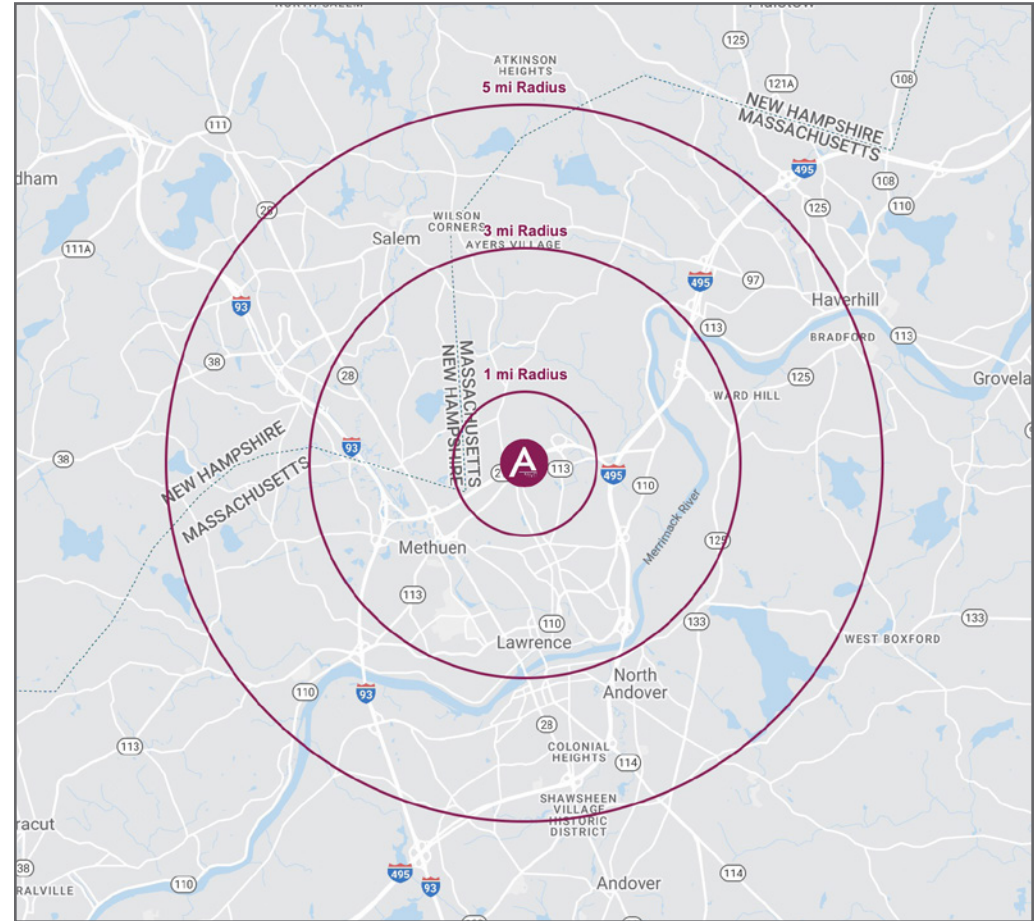 125
ATKINSON
HEIGHTS
5 mi Radius
121A
108
NEW HAMPSHIRE
MASSACHUSETTS
111
495
dham
108
28
110
125
WILSON
CORNERS
3 mi Radius
Salem
AYERS VILLAGE
111A
495
97
93
Haverhill
113
BRADFORD
113
38
MASSACHUSETTS
NEW HAMPSHIRE
1 mi Radius
28
125
Grovela
WARD HILL
NEW HAMPSHIRE
MASSACHUSETTS
93
38
A
113
495
110
Merrimack River
Methuen
125
113
110
133
133
Lawrence
WEST BOXFORD
North
Andover
110
93
28
113
COLONIAL
HEIGHTS
114
SHAWSHEEN
VILLAGE
HISTORIC
DISTRICT
racut
38
495
93
114
110
RALVILLE
Andover